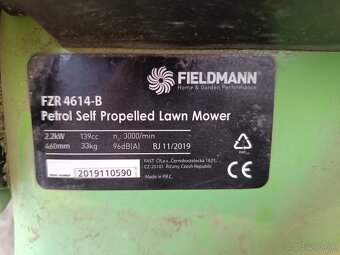 FIELDMANN
Home & Garden Performance
FZR 4614-B
Petrol Self Propelled Lawn Mower
2.2kW 139cc n₀ 3000/min
460mm 33kg 96dB(A) BJ 11/2019
FAST ČR,a.s., Černokostelecká 1621,
CZ-25101 Říčany, Czech Republic
Made in P.R.C.
2019110590